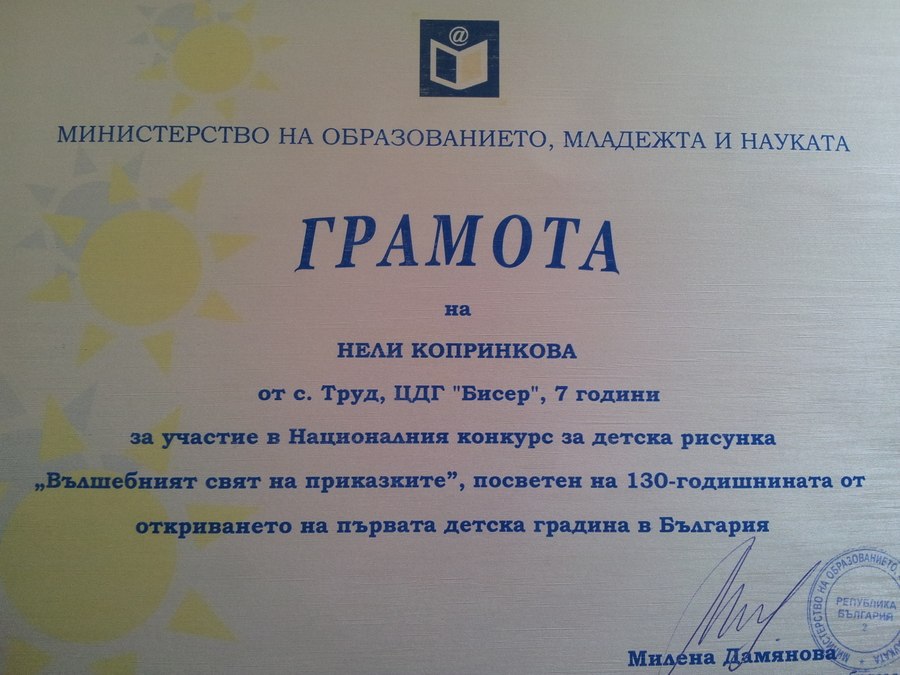 @
МИНИСТЕРСТВО НА ОБРАЗОВАНИЕТО, МЛАДЕЖТА И НАУКАТА
ГРАМОТА
на
НЕЛИ КОПРИНКОВА
от с. Труд, ЦДГ "Бисер", 7 години
за участие в Националния конкурс за детска рисунка
„Вълшебният свят на приказките”, посветен на 130-годишнината от
откриването на първата детска градина в България
Милена Дамянова
МИНИСТЕРСТВО НА ОБРАЗОВАНИЕТО
НАУКАТА
РЕПУБЛИКА
БЪЛГАРИЯ
2